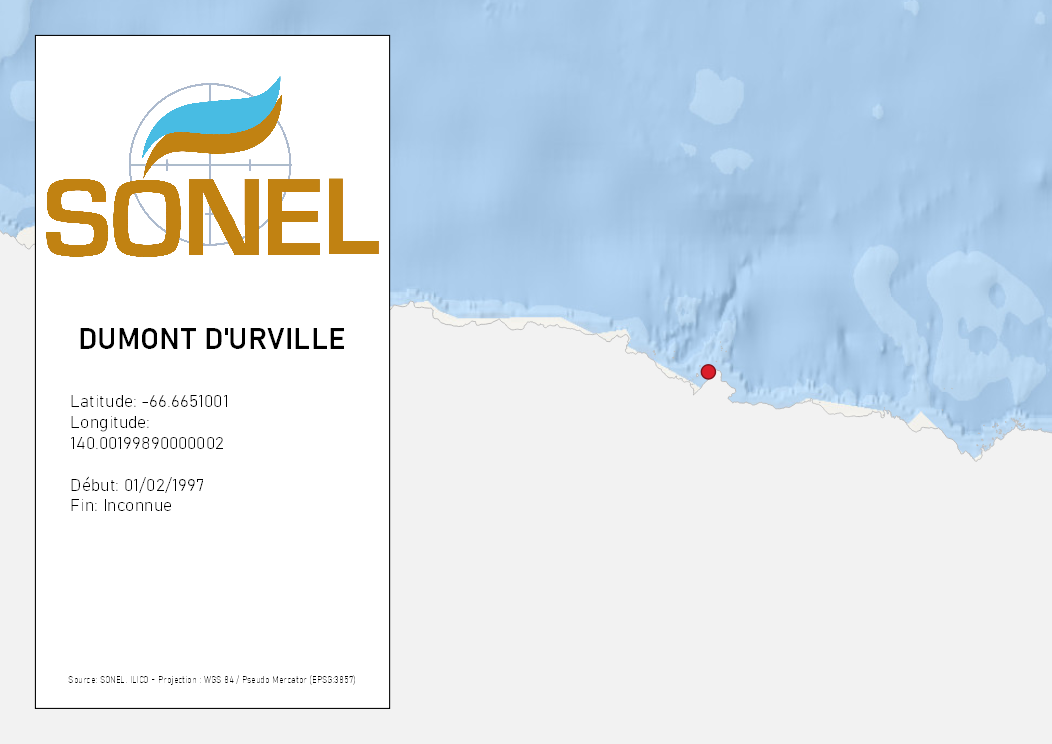 SONEL
DUMONT D'URVILLE
Latitude: -66.6651001
Longitude:
140.00199890000002
Début: 01/02/1997
Fin: Inconnue
Source: SONEL, ILICO - Projection : WGS 84 / Pseudo Mercator (EPSG:3857)